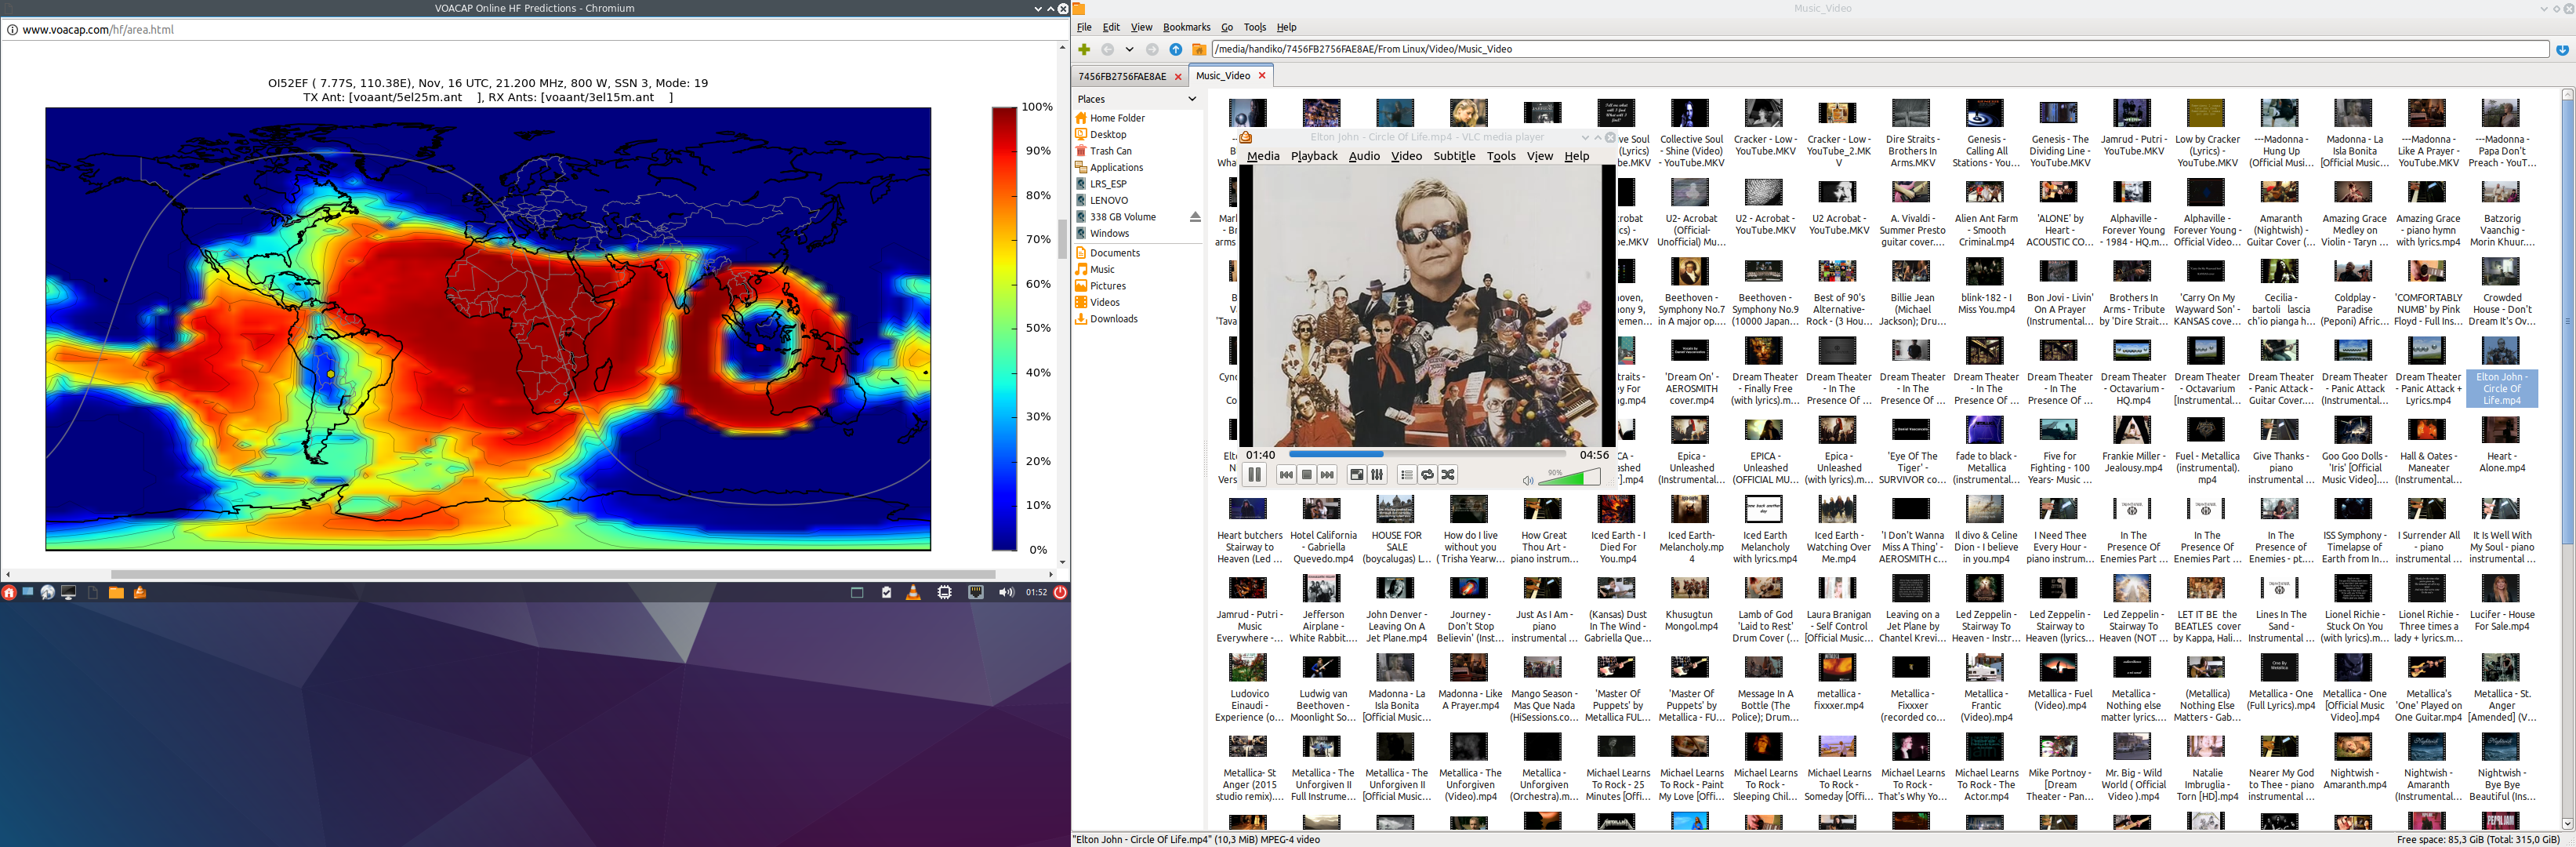 VOACAP Online HF Predictions - Chromium
www.voacap.com/hf/area.html
OI52EF ( 7.77S, 110.38E), Nov, 16 UTC, 21.200 MHz, 800 W, SSN 3, Mode: 19
TX Ant: [voaant/5el25m.ant ], RX Ants: [voaant/3el15m.ant ]
100%
90%
80%
70%
60%
50%
40%
30%
20%
10%
0%
01:52
Music_Video
File Edit View Bookmarks Go Tools Help
/media/handiko/7456FB2756FAE8AE/From Linux/Video/Music_Video
7456FB2756FAE8AE
Music_Video
Places
Home Folder
Desktop
Trash Can
Applications
LRS_ESP
LENOVO
338 GB Volume
Windows
Documents
Music
Pictures
Videos
Downloads
Elton John - Circle Of Life.mp4 - VLC media player
Media Playback Audio Video Subtitle Tools View Help
01:40
04:56
90%
Collective Soul - Shine (Video) - YouTube.MKV
Cracker - Low - YouTube.MKV
Cracker - Low - YouTube_2.MKV
Dire Straits - Brothers In Arms.MKV
Genesis - Calling All Stations - You...
Genesis - The Dividing Line - YouTube.MKV
Jamrud - Putri - YouTube.MKV
Low by Cracker (Lyric) - YouTube.MKV
---Madonna - Hung Up (Official Musi...
Madonna - La Isla Bonita [Official Music...
---Madonna - Like A Prayer - YouTube.MKV
---Madonna - Papa Don't Preach - YouT...
U2- Acrobat (Official- Unofficial) Mu...
U2 - Acrobat - YouTube.MKV
U2 Acrobat - YouTube.MKV
A. Vivaldi - Summer Presto guitar cover....
Alien Ant Farm - Smooth Criminal.mp4
'ALONE' by Heart - ACOUSTIC CO...
Alphaville - Forever Young - 1984 - HQ.m...
Alphaville - Forever Young - Official Video...
Amaranth (Nightwish) - Guitar Cover (...
Amazing Grace Medley on Violin - Taryn ...
Amazing Grace - piano hymn with lyrics.mp4
Batzorig Vaanchig - Morin Khuur....
Beethoven - Symphony No.7 in A major op....
Beethoven - Symphony No.9 (10000 Japan...
Best of 90's Alternative- Rock - (3 Hou...
Billie Jean (Michael Jackson); Dru...
blink-182 - I Miss You.mp4
Bon Jovi - Livin' On A Prayer (Instrumental...
Brothers In Arms - Tribute by 'Dire Strait...
'Carry On My Wayward Son' - KANSAS cove...
Cecilia - bartoli lascia ch'io pianga h...
Coldplay - Paradise (Peponi) Afric...
'COMFORTABLY NUMB' by Pink Floyd - Full Ins...
Crowded House - Don't Dream It's Ov...
'Dream On' - AEROSMITH cover.mp4
Dream Theater - Finally Free (with lyrics).m...
Dream Theater - In The Presence Of ...
Dream Theater - In The Presence Of ...
Dream Theater - In The Presence Of ...
Dream Theater - In The Presence Of ...
Dream Theater - Octavarium - HQ.mp4
Dream Theater - Octavarium [Instrumental...
Dream Theater - Panic Attack - Guitar Cover....
Dream Theater - Panic Attack (Instrumental...
Dream Theater - Panic Attack + Lyrics.mp4
Elton John - Circle Of Life.mp4
Epica - Unleashed (Instrumental...
EPICA - Unleashed (OFFICIAL MU...
Epica - Unleashed (with lyrics).m...
'Eye Of The Tiger' - SURVIVOR co...
fade to black - Metallica (instrumental)...
Five for Fighting - 100 Years- Music ...
Frankie Miller - Jealousy.mp4
Fuel - Metallica (instrumental).mp4
Give Thanks - piano instrumental ...
Goo Goo Dolls - 'Iris' [Official Music Video]....
Hall & Oates - Maneater (Instrumental...
Heart - Alone.mp4
Heart butchers Stairway to Heaven (Led ...
Hotel California - Gabriella Quevedo.mp4
HOUSE FOR SALE (boycalugas) L...
How do I live without you ( Trisha Yearw...
How Great Thou Art - piano instrum...
Iced Earth - I Died For You.mp4
Iced Earth- Melancholy.mp4
Iced Earth Melancholy with lyrics.mp4
Iced Earth - Watching Over Me.mp4
'I Don't Wanna Miss A Thing' - AEROSMITH c...
Il divo & Celine Dion - I believe in you.mp4
I Need Thee Every Hour - piano instrum...
In The Presence Of Enemies Part ...
In The Presence Of Enemies Part ...
In The Presence of Enemies - pt....
ISS Symphony - Timelapse of Earth from In...
I Surrender All - piano instrumental ...
It Is Well With My Soul - piano instrumental ...
Jamrud - Putri - Music Everywhere -...
Jefferson Airplane - White Rabbit....
John Denver - Leaving On A Jet Plane.mp4
Journey - Don't Stop Believin' (Inst...
Just As I Am - piano instrumental ...
(Kansas) Dust In The Wind - Gabriella Que...
Khusugtun Mongol.mp4
Lamb of God 'Laid to Rest' Drum Cover (...
Laura Branigan - Self Control [Official Music...
Leaving on a Jet Plane by Chantel Krevi...
Led Zeppelin - Stairway To Heaven - Instr...
Led Zeppelin - Stairway to Heaven (lyrics...
Led Zeppelin - Stairway To Heaven (NOT ...
LET IT BE the BEATLES cover by Kappa, Hali...
Lines In The Sand - Instrumental ...
Lionel Richie - Stuck On You (with lyrics).m...
Lionel Richie - Three times a lady + lyrics.m...
Lucifer - House For Sale.mp4
Ludovico Einaudi - Experience (o...
Ludwig van Beethoven - Moonlight So...
Madonna - La Isla Bonita [Official Music...
Madonna - Like A Prayer.mp4
Mango Season - Mas Que Nada (HiSessions.co...
'Master Of Puppets' by Metallica FUL...
'Master Of Puppets' by Metallica - FU...
Message In A Bottle (The Police); Drum...
metallica - fixxxer.mp4
Metallica - Fixxxer (recorded co...
Metallica - Frantic (Video).mp4
Metallica - Fuel (Video).mp4
Metallica - Nothing else matter lyrics....
(Metallica) Nothing Else Matters - Gab...
Metallica - One (Full Lyrics).mp4
Metallica - One [Official Music Video].mp4
Metallica's 'One' Played on One Guitar.mp4
Metallica - St. Anger [Amended] (V...
Metallica- St Anger (2015 studio remix)....
Metallica - The Unforgiven II Full Instrume...
Metallica - The Unforgiven II [Official Music...
Metallica - The Unforgiven (Video).mp4
Metallica - Unforgiven (Orchestra).m...
Michael Learns To Rock - 25 Minutes [Offi...
Michael Learns To Rock - Paint My Love [Offi...
Michael Learns To Rock - Sleeping Chil...
Michael Learns To Rock - Someday [Offi...
Michael Learns To Rock - That's Why Yo...
Michael Learns To Rock - The Actor.mp4
Mike Portnoy - [Dream Theater - Pan...
Mr. Big - Wild World ( Official Video ).mp4
Natalie Imbruglia - Torn [HD].mp4
Nearer My God to Thee - piano instrumental ...
Nightwish - Amaranth.mp4
Nightwish - Amaranth (Instrumental...
Nightwish - Bye Bye Beautiful (Ins...
"Elton John - Circle Of Life.mp4" (10,3 MiB) MPEG-4 video
Free space: 85,3 GiB (Total: 315,0 GiB)